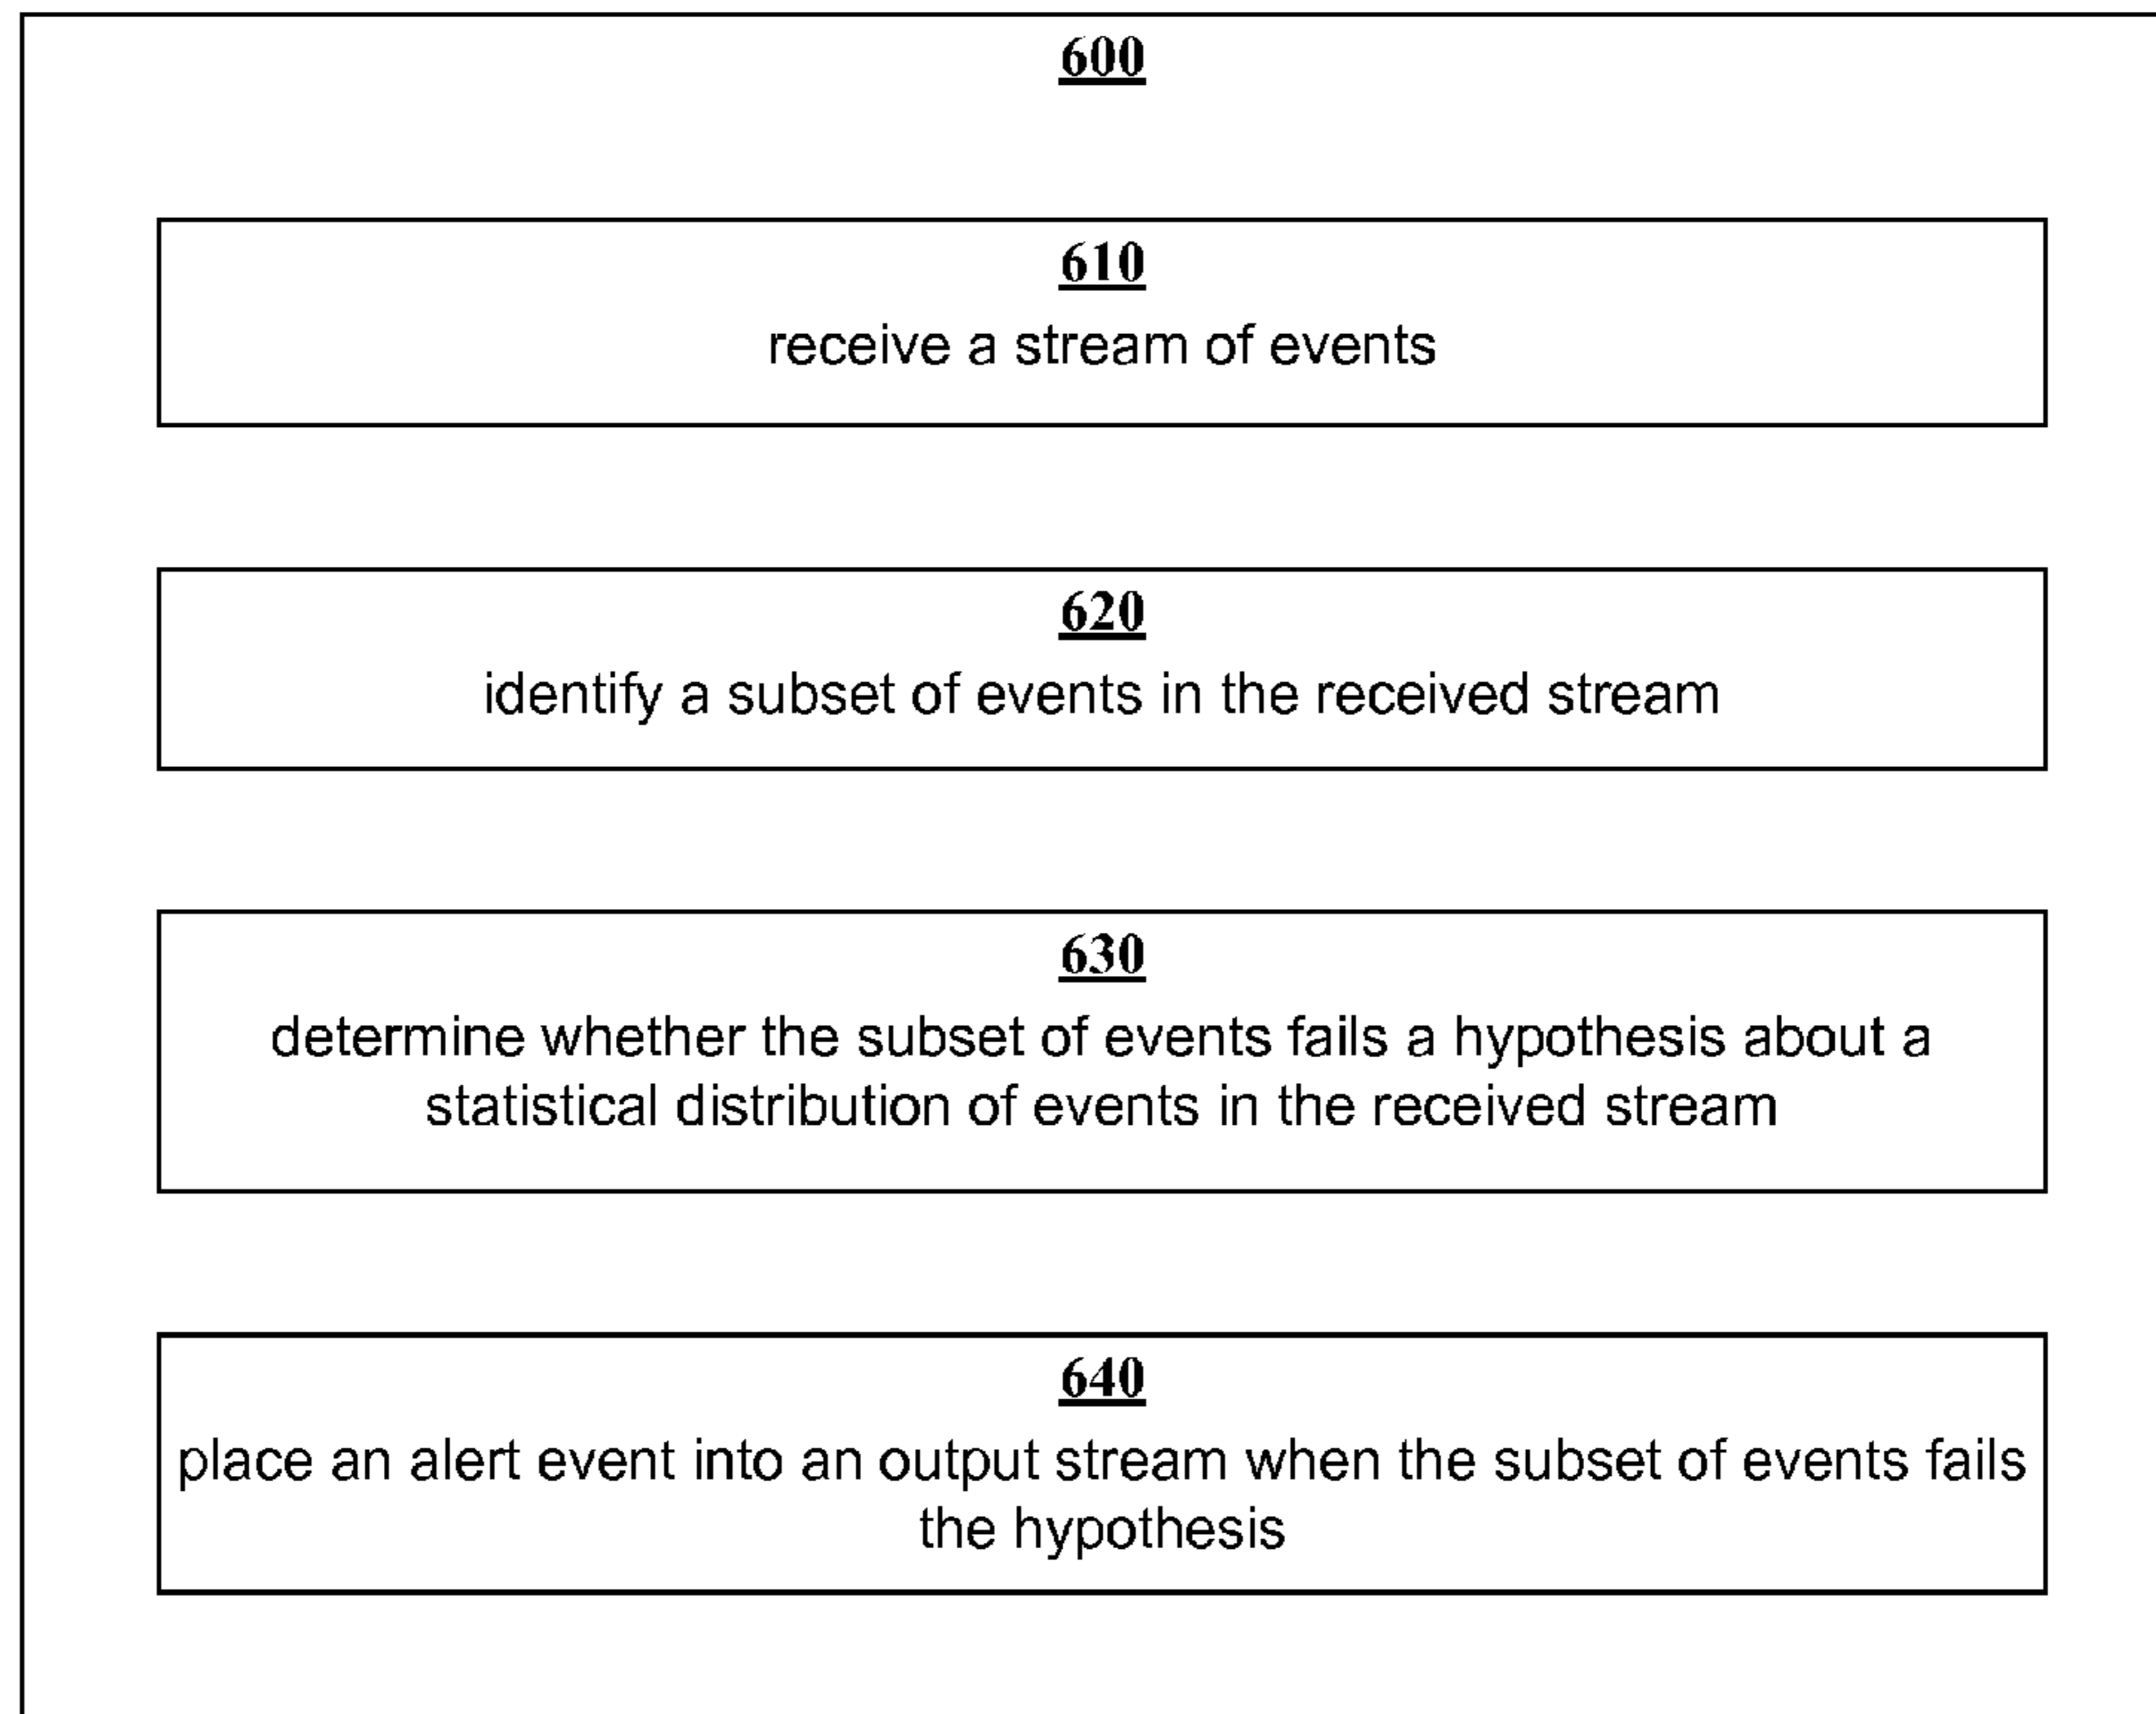 600
610
receive a stream of events
620
identify a subset of events in the received stream
630
determine whether the subset of events fails a hypothesis about a
statistical distribution of events in the received stream
640
place an alert event into an output stream when the subset of events fails
the hypothesis